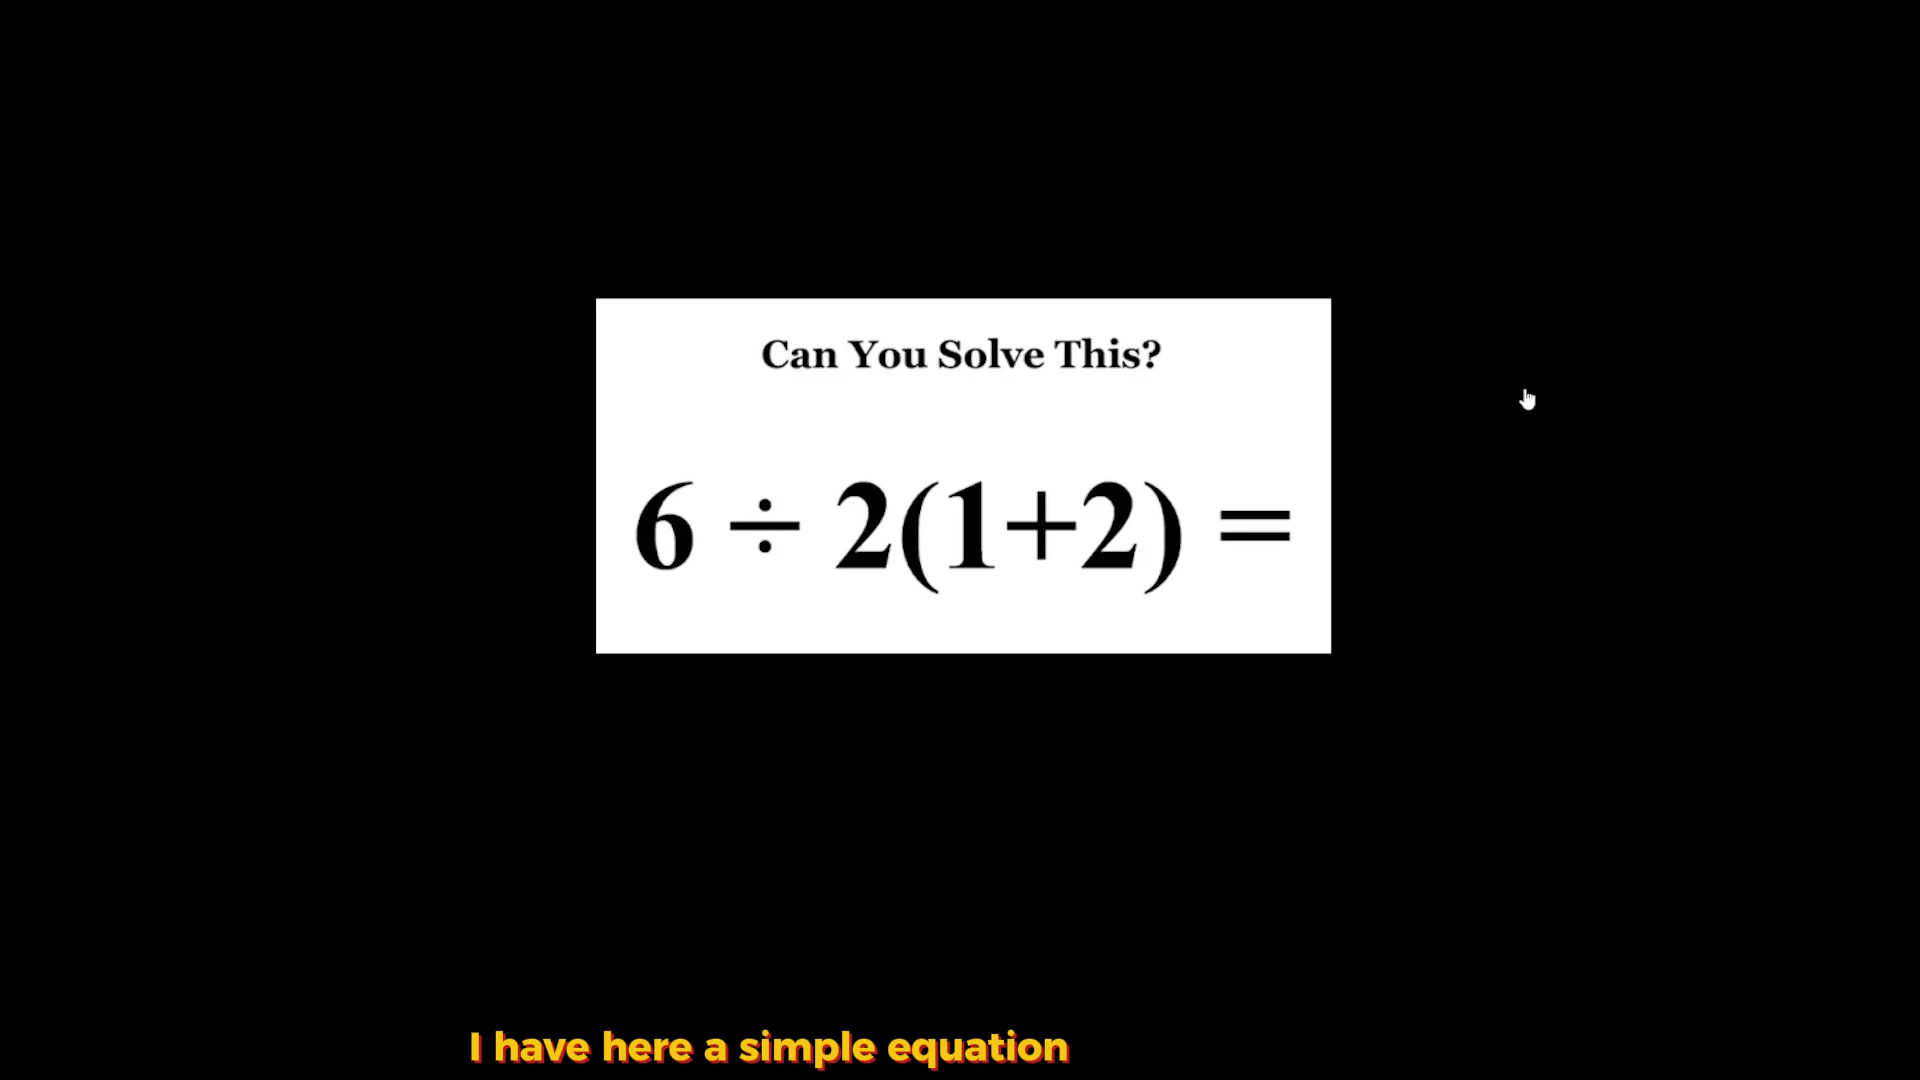 Can You Solve This?
6 ÷ 2(1+2) =
I have here a simple equation